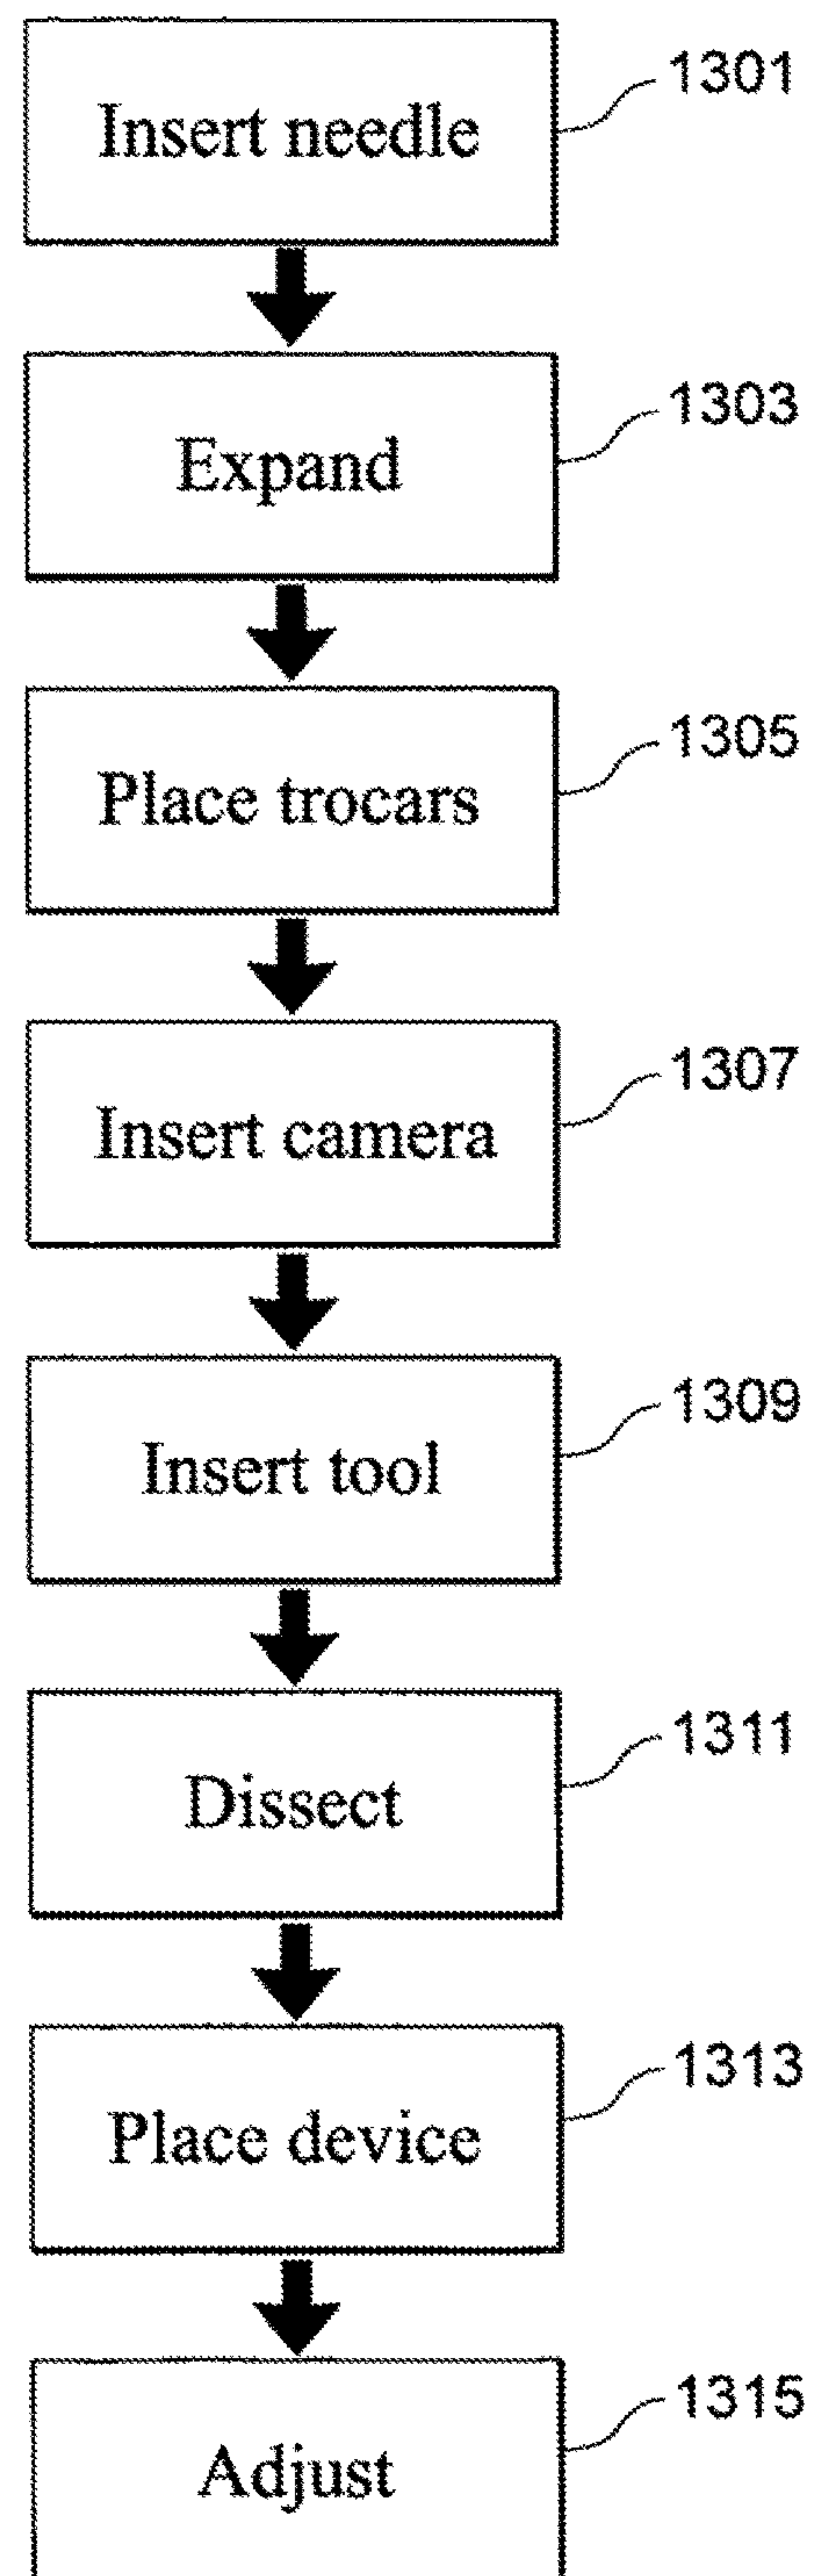 Insert needle 1301
Expand 1303
Place trocars 1305
Insert camera 1307
Insert tool 1309
Dissect 1311
Place device 1313
Adjust 1315